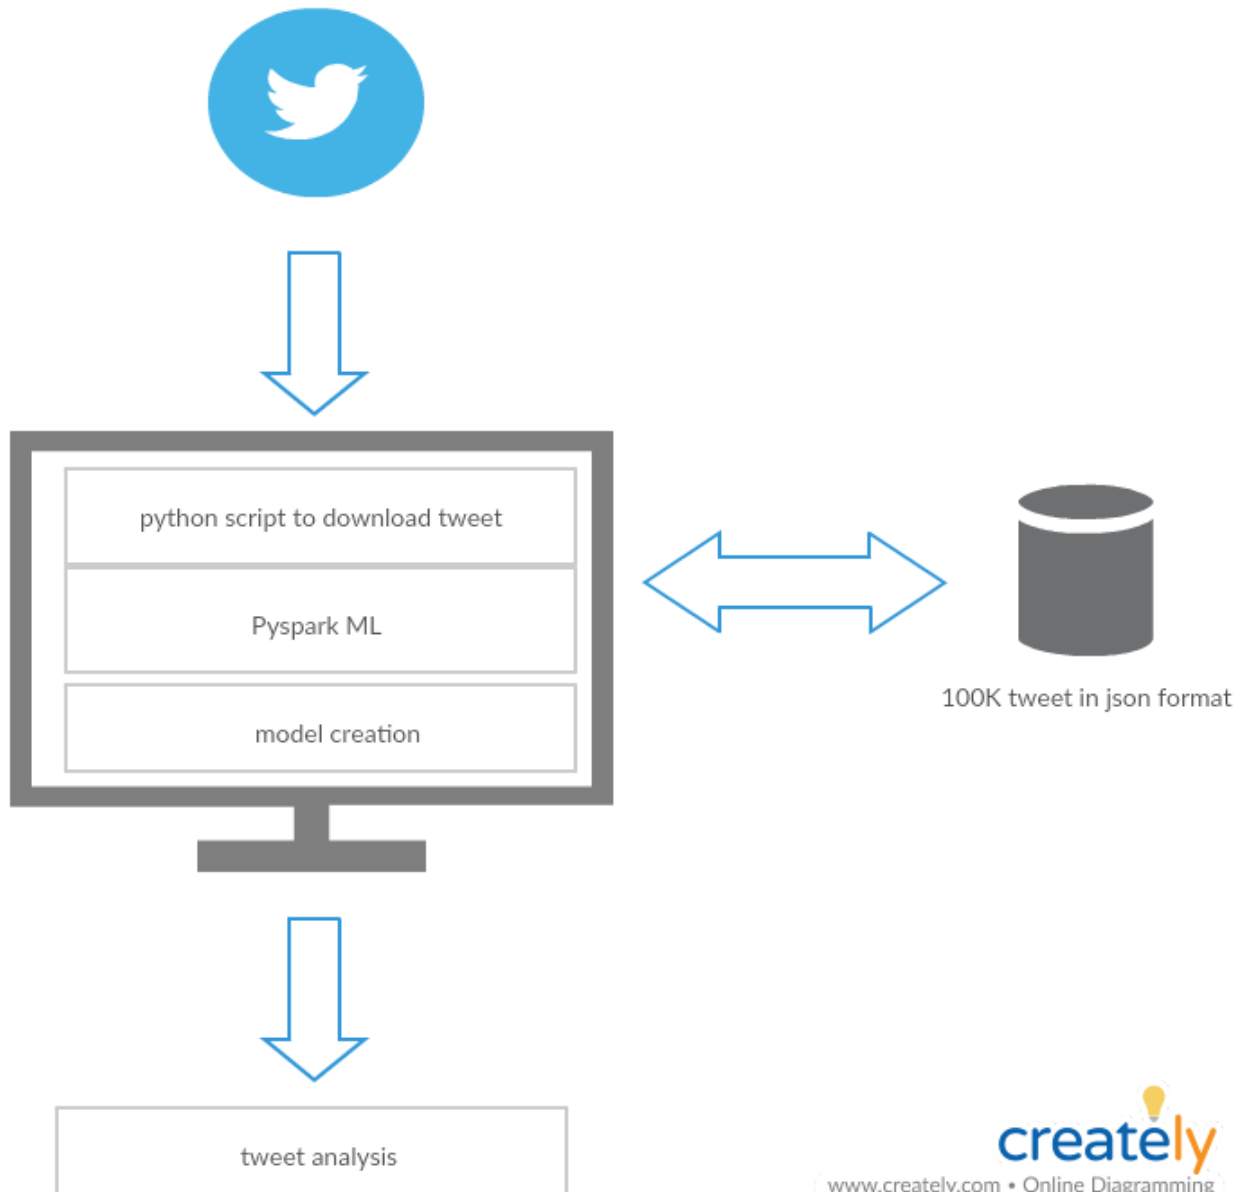 python script to download tweet
Pyspark ML
model creation
100K tweet in json format
tweet analysis
creately
www.creately.com • Online Diagramming